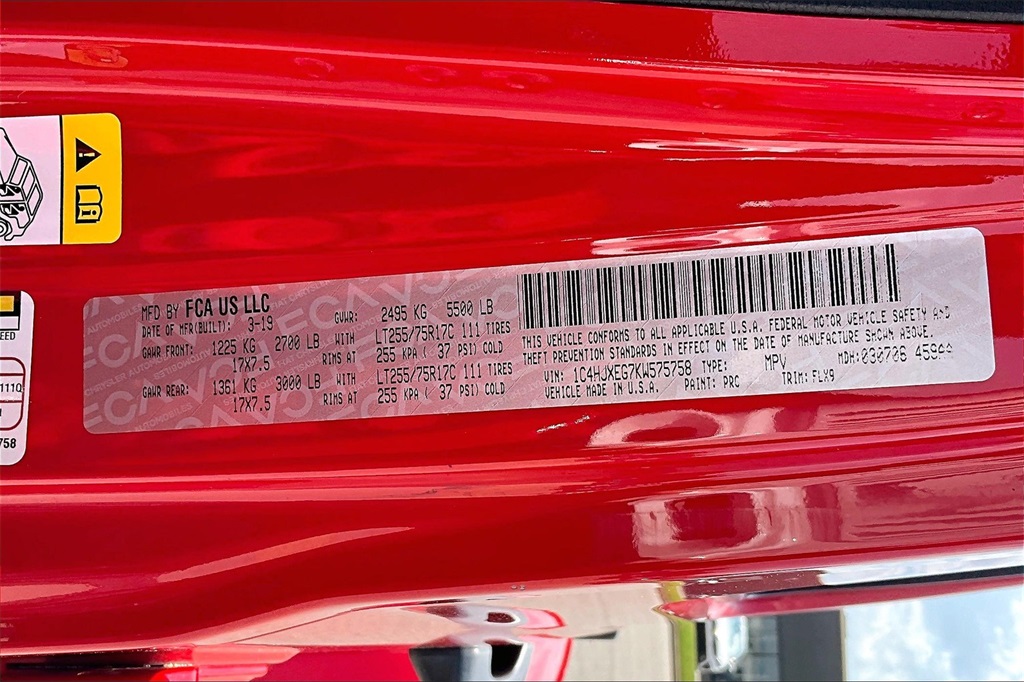 MFD BY FCA US LLC
DATE OF MFR(BUILT): 3-19
GVWR: 2495 KG 5500 LB
GAWR FRONT: 1225 KG 2700 LB
17X7.5 RIMS AT
LT255/75R17C 111 TIRES
255 KPA ( 37 PSI) COLD
GAWR REAR: 1361 KG 3000 LB
17X7.5 RIMS AT
LT255/75R17C 111 TIRES
255 KPA ( 37 PSI) COLD
THIS VEHICLE CONFORMS TO ALL APPLICABLE U.S.A. FEDERAL MOTOR VEHICLE SAFETY AND
THEFT PREVENTION STANDARDS IN EFFECT ON THE DATE OF MANUFACTURE SHOWN ABOVE.
VIN: 1C4HJXEG7KW575758 TYPE: MPV MDH:030706
VEHICLE MADE IN U.S.A. PAINT: PRC TRIM: FLX9
EED
1110
758